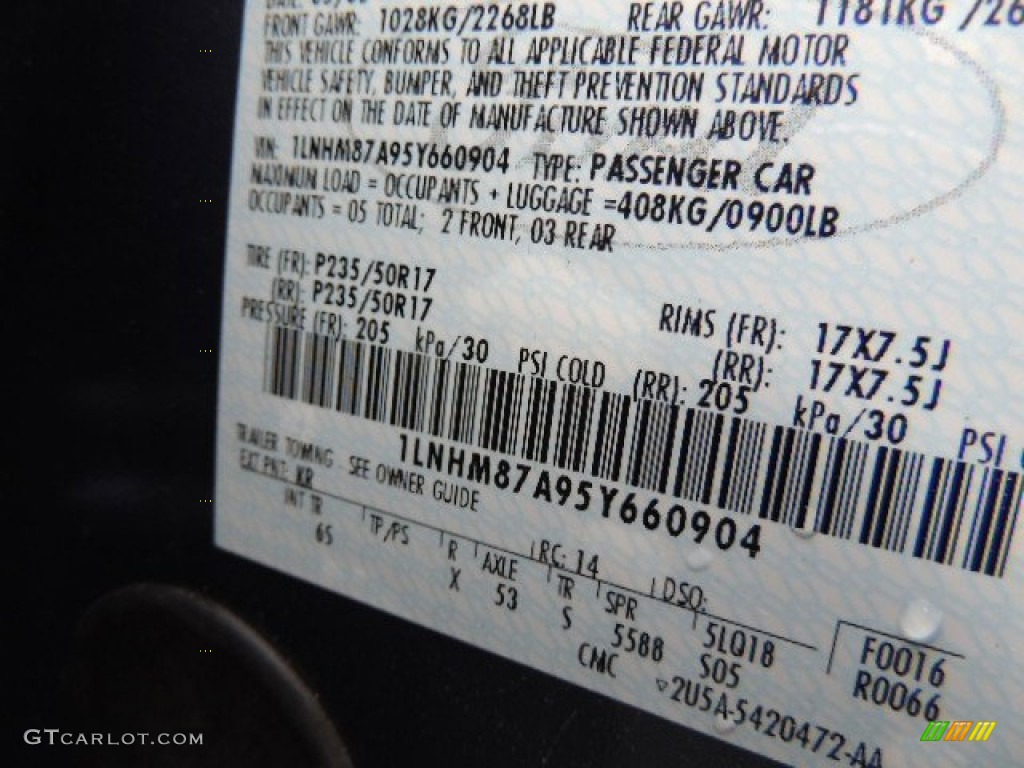 DATE:
FRONT GAWR: 1028KG/2268LB REAR GAWR: 1181KG /26
THIS VEHICLE CONFORMS TO ALL APPLICABLE FEDERAL MOTOR
VEHICLE SAFETY, BUMPER, AND THEFT PREVENTION STANDARDS
IN EFFECT ON THE DATE OF MANUFACTURE SHOWN ABOVE.
VIN: 1LNHM87A95Y660904 TYPE: PASSENGER CAR
MAXIMUM LOAD = OCCUPANTS + LUGGAGE =408KG/0900LB
OCCUPANTS = 05 TOTAL; 2 FRONT, 03 REAR
TIRE (FR): P235/50R17 RIMS (FR): 17X7.5J
(RR): P235/50R17 (RR): 17X7.5J
PRESSURE (FR): 205 kPa/30 PSI COLD (RR): 205 kPa/30 PSI
1LNHM87A95Y660904
TRAILER TOWING - SEE OWNER GUIDE
EXT PNT: KR RC: 14 DSO:
INT TR TP/PS R AXLE TR SPR 5LQ18 F0016
65 X 53 S 5588 S05 R0066
CMC ▽2U5A-5420472-AA
GTCARLOT.COM